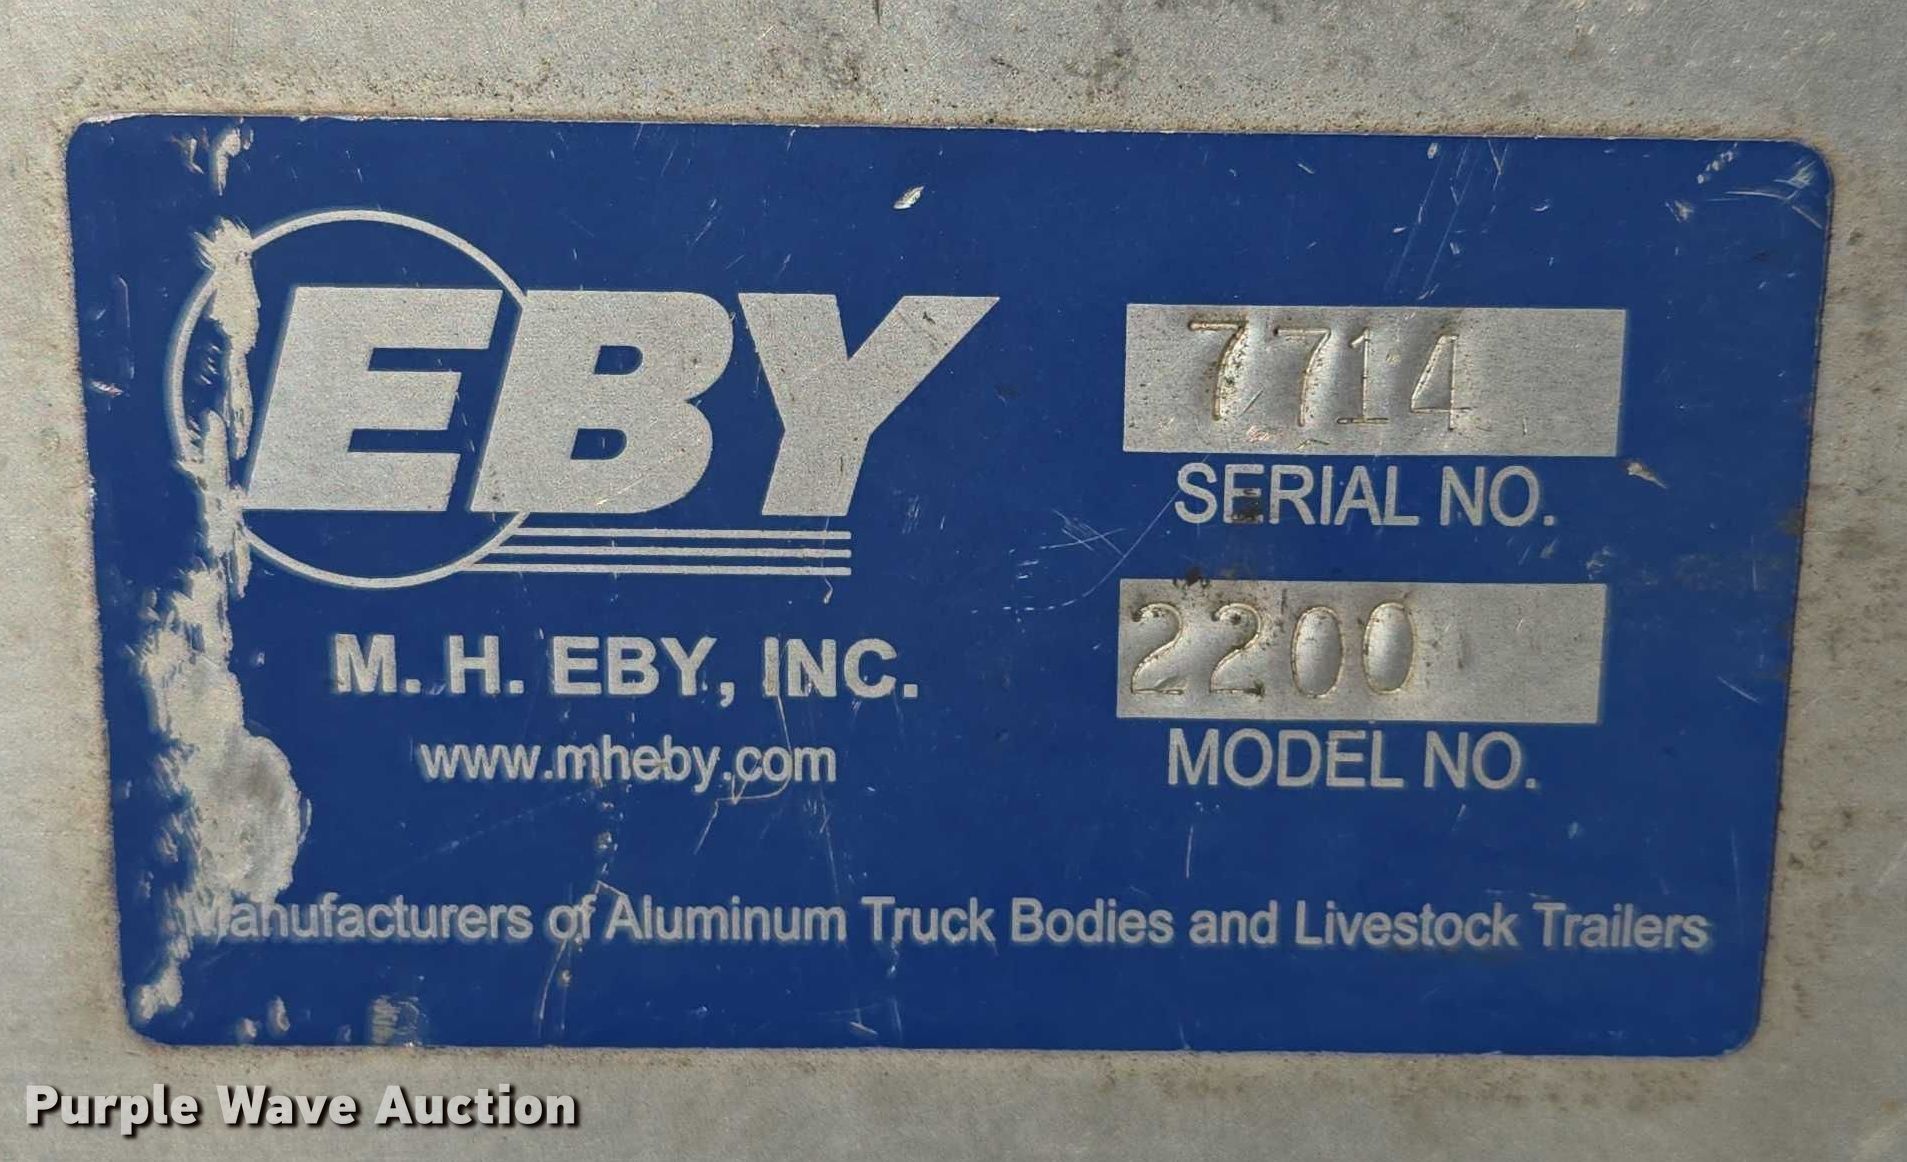 EBY
M. H. EBY, INC.
www.mheby.com
7714
SERIAL NO.
2200
MODEL NO.
Manufacturers of Aluminum Truck Bodies and Livestock Trailers
Purple Wave Auction